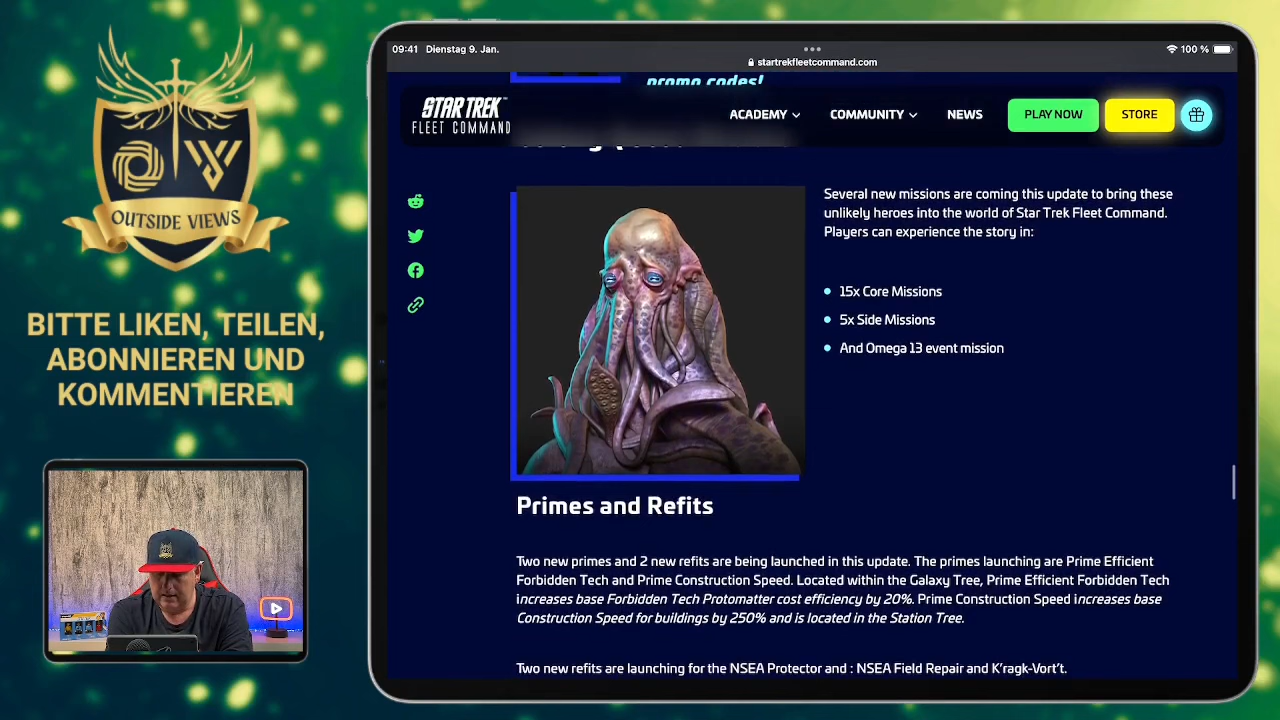 OUTSIDE VIEWS
BITTE LIKEN, TEILEN,
ABONNIEREN UND
KOMMENTIEREN
09:41 Dienstag 9. Jan.
100 %
startrekfleetcommand.com
promo codes!
STAR TREK™
FLEET COMMAND
ACADEMY
COMMUNITY
NEWS
PLAY NOW
STORE
Several new missions are coming this update to bring these
unlikely heroes into the world of Star Trek Fleet Command.
Players can experience the story in:
15x Core Missions
5x Side Missions
And Omega 13 event mission
Primes and Refits
Two new primes and 2 new refits are being launched in this update. The primes launching are Prime Efficient
Forbidden Tech and Prime Construction Speed. Located within the Galaxy Tree, Prime Efficient Forbidden Tech
increases base Forbidden Tech Protomatter cost efficiency by 20%. Prime Construction Speed increases base
Construction Speed for buildings by 250% and is located in the Station Tree.
Two new refits are launching for the NSEA Protector and : NSEA Field Repair and K'ragk-Vort't.